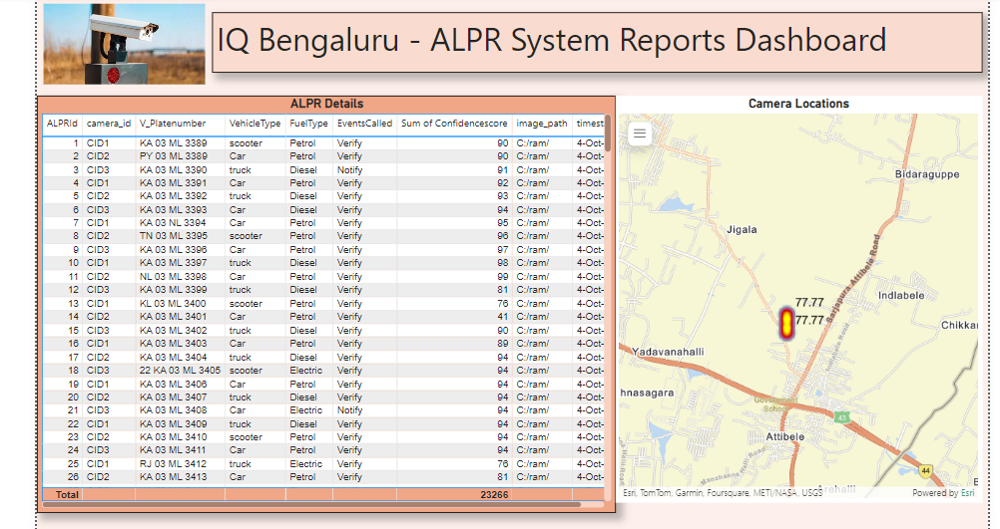 IQ Bengaluru - ALPR System Reports Dashboard
ALPR Details
ALPRId camera_id V_Platenumber VehicleType FuelType EventsCalled Sum of Confidencescore image_path timest
1 CID1 KA 03 ML 3389 scooter Petrol Verify 90 C:/ram/ 4-Oct-
2 CID2 PY 03 ML 3389 Car Petrol Verify 90 C:/ram/ 4-Oct-
3 CID3 KA 03 ML 3390 truck Diesel Notify 91 C:/ram/ 4-Oct-
4 CID1 KA 03 ML 3391 Car Petrol Verify 92 C:/ram/ 4-Oct-
5 CID2 KA 03 ML 3392 truck Diesel Verify 93 C:/ram/ 4-Oct-
6 CID3 KA 03 ML 3393 Car Diesel Verify 94 C:/ram/ 4-Oct-
7 CID1 KA 03 NL 3394 Car Petrol Verify 95 C:/ram/ 4-Oct-
8 CID2 TN 03 ML 3395 scooter Petrol Verify 96 C:/ram/ 4-Oct-
9 CID3 KA 03 ML 3396 Car Petrol Verify 97 C:/ram/ 4-Oct-
10 CID1 KA 03 ML 3397 truck Diesel Verify 98 C:/ram/ 4-Oct-
11 CID2 NL 03 ML 3398 Car Petrol Verify 99 C:/ram/ 4-Oct-
12 CID3 KA 03 ML 3399 truck Diesel Verify 81 C:/ram/ 4-Oct-
13 CID1 KL 03 ML 3400 scooter Petrol Verify 76 C:/ram/ 4-Oct-
14 CID2 KA 03 ML 3401 Car Petrol Verify 41 C:/ram/ 4-Oct-
15 CID3 KA 03 ML 3402 truck Diesel Verify 90 C:/ram/ 4-Oct-
16 CID1 KA 03 ML 3403 Car Petrol Verify 89 C:/ram/ 4-Oct-
17 CID2 KA 03 ML 3404 truck Diesel Verify 94 C:/ram/ 4-Oct-
18 CID3 22 KA 03 ML 3405 scooter Electric Verify 94 C:/ram/ 4-Oct-
19 CID1 KA 03 ML 3406 Car Petrol Verify 94 C:/ram/ 4-Oct-
20 CID2 KA 03 ML 3407 truck Diesel Verify 94 C:/ram/ 4-Oct-
21 CID3 KA 03 ML 3408 Car Electric Notify 94 C:/ram/ 4-Oct-
22 CID1 KA 03 ML 3409 truck Diesel Verify 94 C:/ram/ 4-Oct-
23 CID2 KA 03 ML 3410 scooter Petrol Verify 94 C:/ram/ 4-Oct-
24 CID3 KA 03 ML 3411 Car Petrol Verify 94 C:/ram/ 4-Oct-
25 CID1 RJ 03 ML 3412 truck Electric Verify 76 C:/ram/ 4-Oct-
26 CID2 KA 03 ML 3413 Car Petrol Verify 81 C:/ram/ 4-Oct-
Total 23266
Camera Locations
Bidaraguppe
Jigala
Sarjapura Attibele Road
Indlabele
77.77
77.77
Chikka
Indlabele Road
Yadavanahalli
hnasagara
Government
School
43
Attibele
44
Esri, TomTom, Garmin, Foursquare, METI/NASA, USGS
Arehalli
Powered by Esri